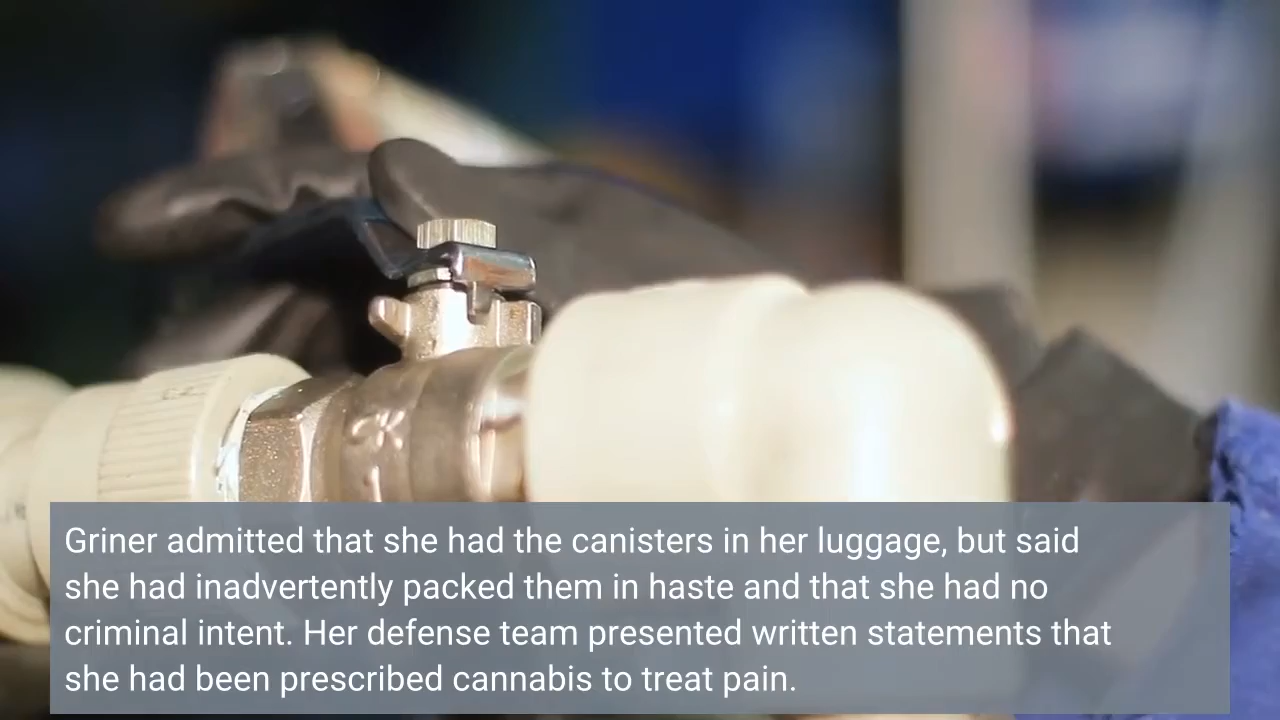 Griner admitted that she had the canisters in her luggage, but said
she had inadvertently packed them in haste and that she had no
criminal intent. Her defense team presented written statements that
she had been prescribed cannabis to treat pain.